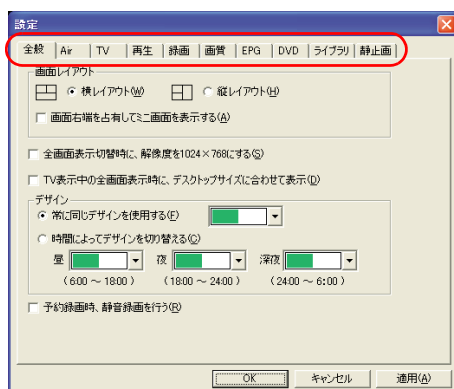 設定
全般 Air TV 再生 録画 画質 EPG DVD ライブラリ 静止画
画面レイアウト
横レイアウト(W) 縦レイアウト(H)
画面右端を占有してミニ画面を表示する(A)
全画面表示切替時に、解像度を1024×768にする(S)
TV表示中の全画面表示時に、デスクトップサイズに合わせて表示(D)
デザイン
常に同じデザインを使用する(F)
時間によってデザインを切り替える(C)
昼 夜 深夜
(6:00 ～ 18:00) (18:00 ～ 24:00) (24:00 ～ 6:00)
予約録画時、静音録画を行う(R)
OK キャンセル 適用(A)